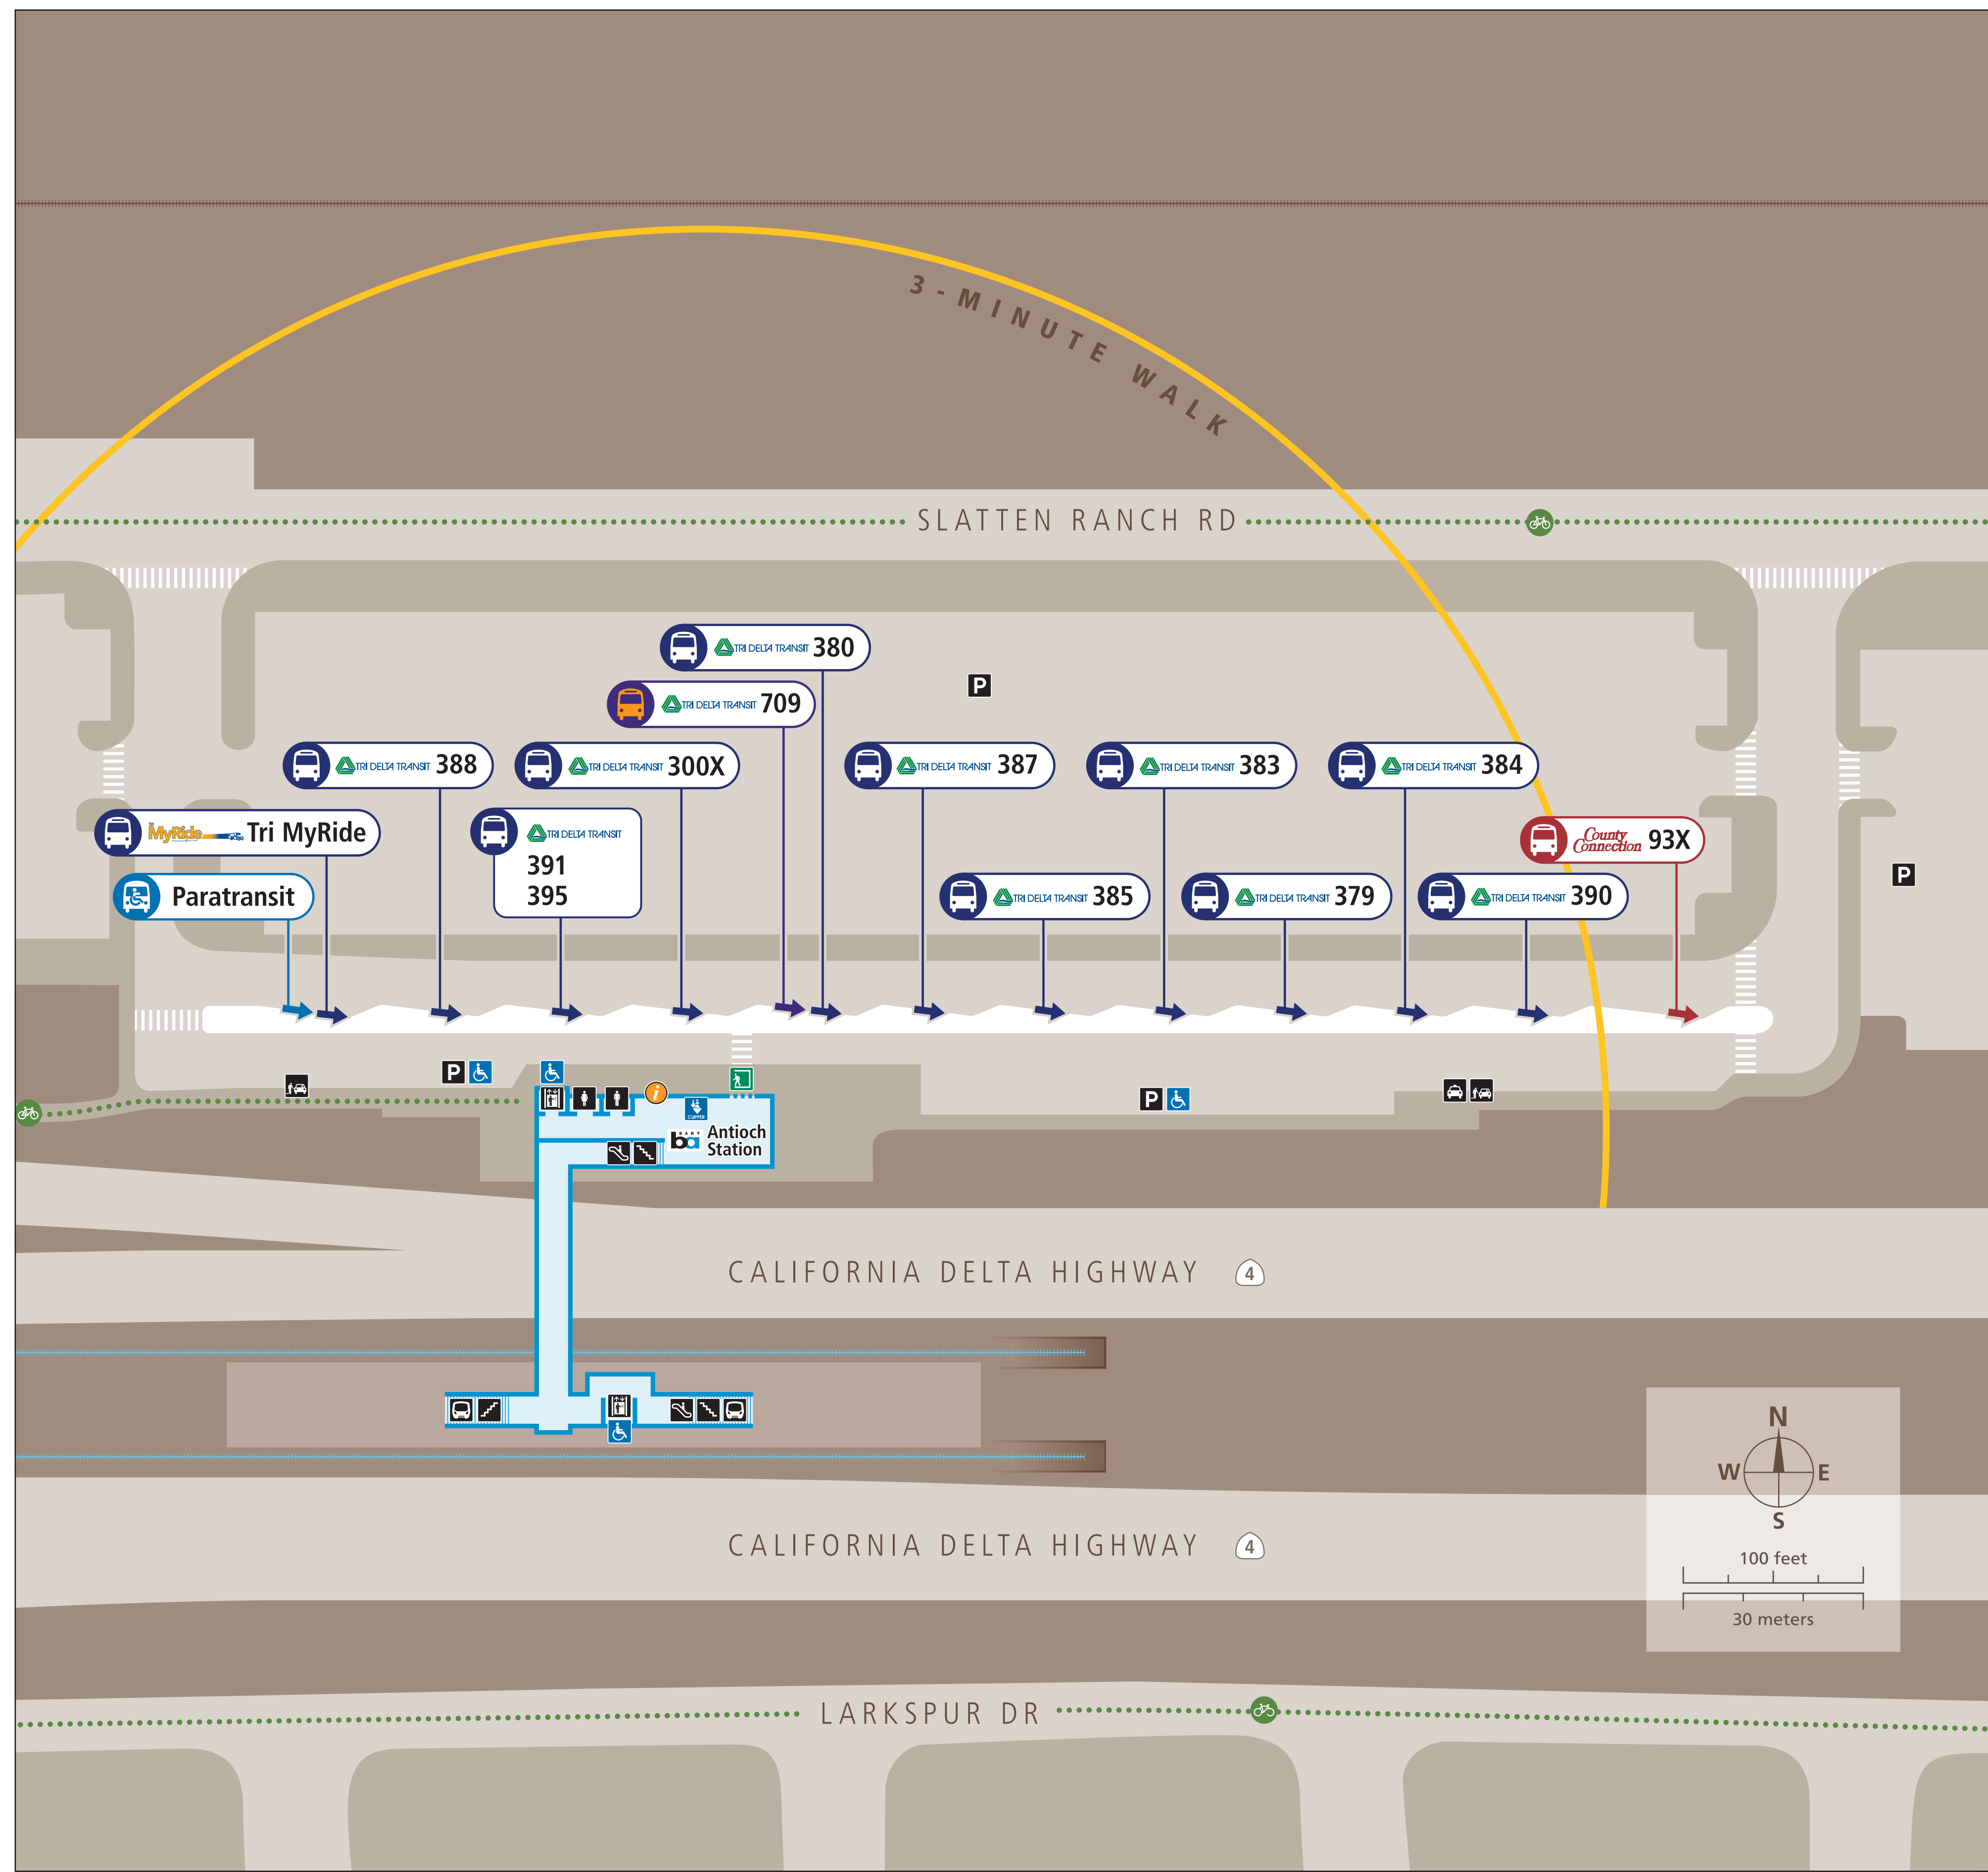 3-MINUTE WALK
SLATTEN RANCH RD
TRI DELTA TRANSIT 380
P
TRI DELTA TRANSIT 709
TRI DELTA TRANSIT 388
TRI DELTA TRANSIT 300X
TRI DELTA TRANSIT 387
TRI DELTA TRANSIT 383
TRI DELTA TRANSIT 384
MyRide Tri MyRide
TRI DELTA TRANSIT
391
395
County Connection 93X
P
Paratransit
TRI DELTA TRANSIT 385
TRI DELTA TRANSIT 379
TRI DELTA TRANSIT 390
P
i
P
CLIPPER
BART
ba
Antioch
Station
CALIFORNIA DELTA HIGHWAY 4
N
W E
S
CALIFORNIA DELTA HIGHWAY 4
100 feet
30 meters
LARKSPUR DR